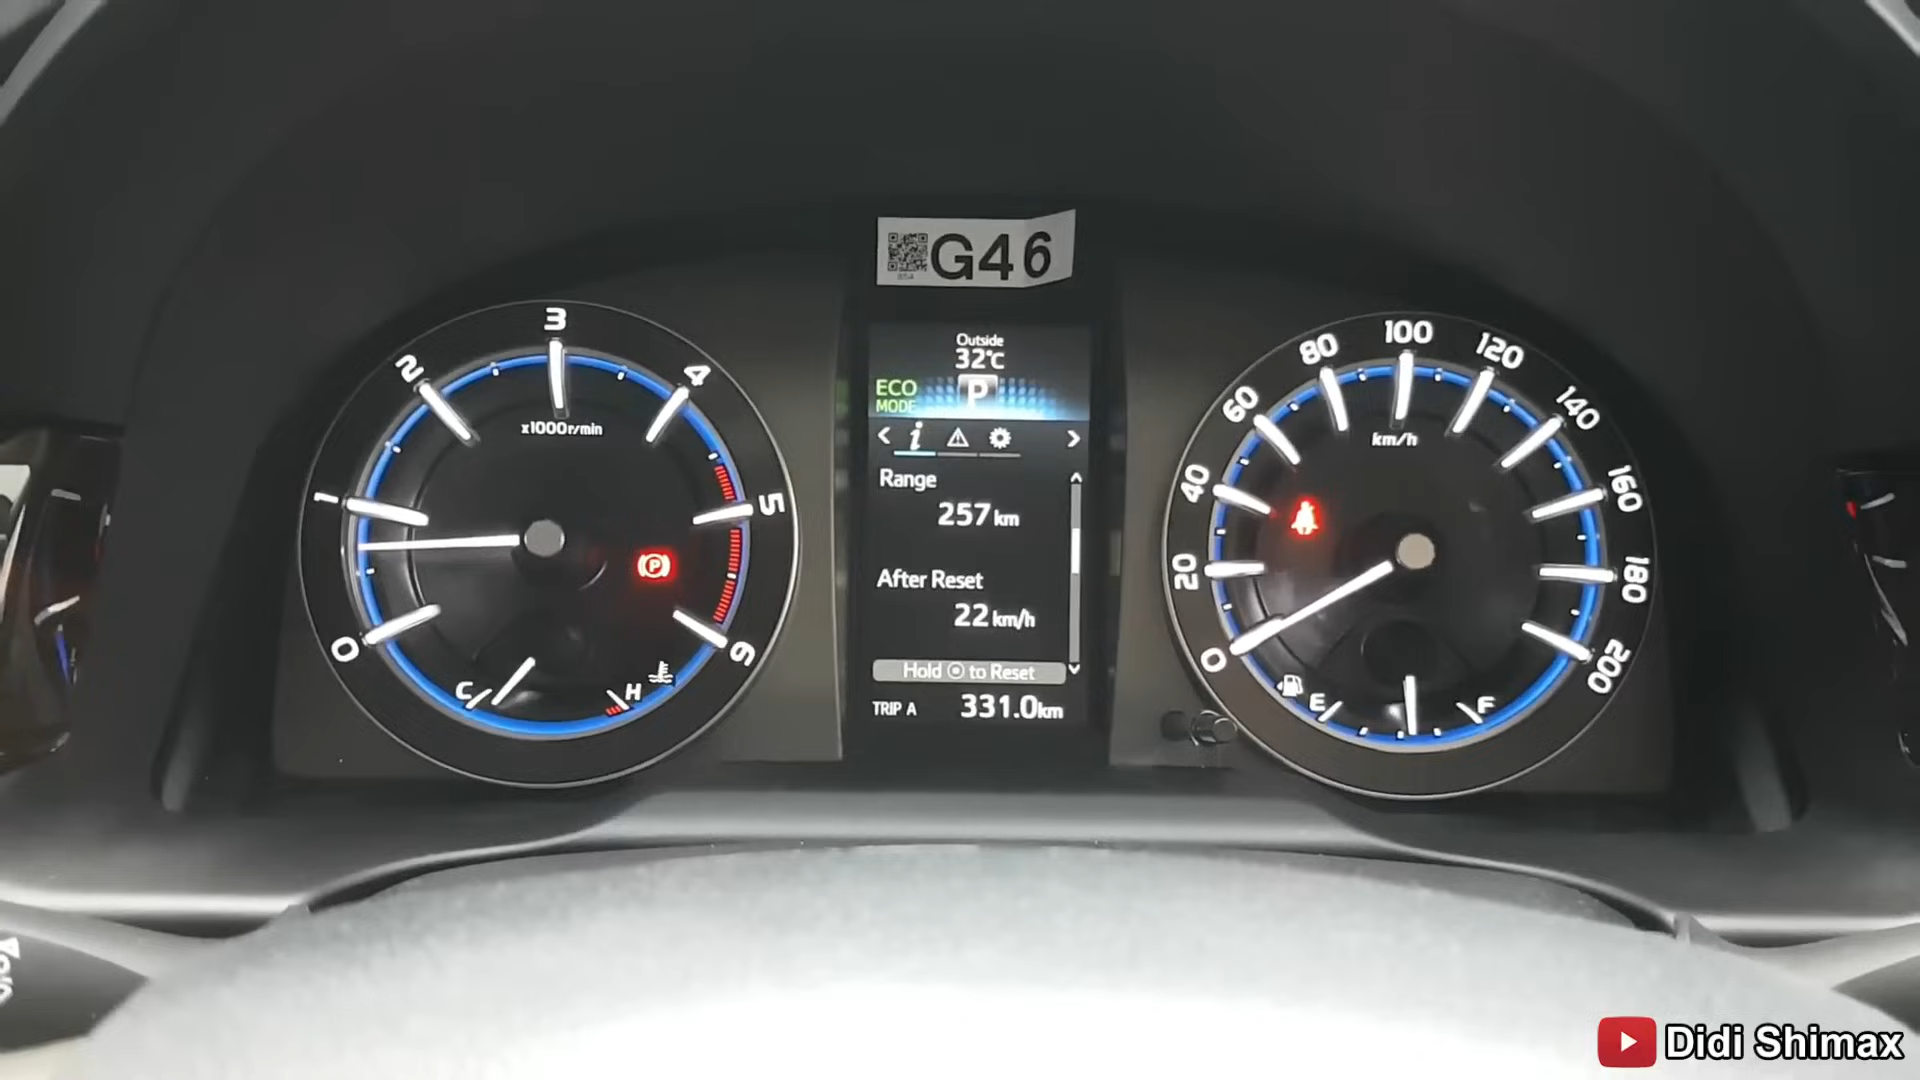 G46
Outside
32°C
ECO
MODE
P
i
Range
257 km
After Reset
22 km/h
Hold ⊙ to Reset
TRIP A 331.0km
0
1
2
3
4
5
6
x1000r/min
P
C
H
0
20
40
60
80
100
120
140
160
180
200
km/h
E
F
Didi Shimax